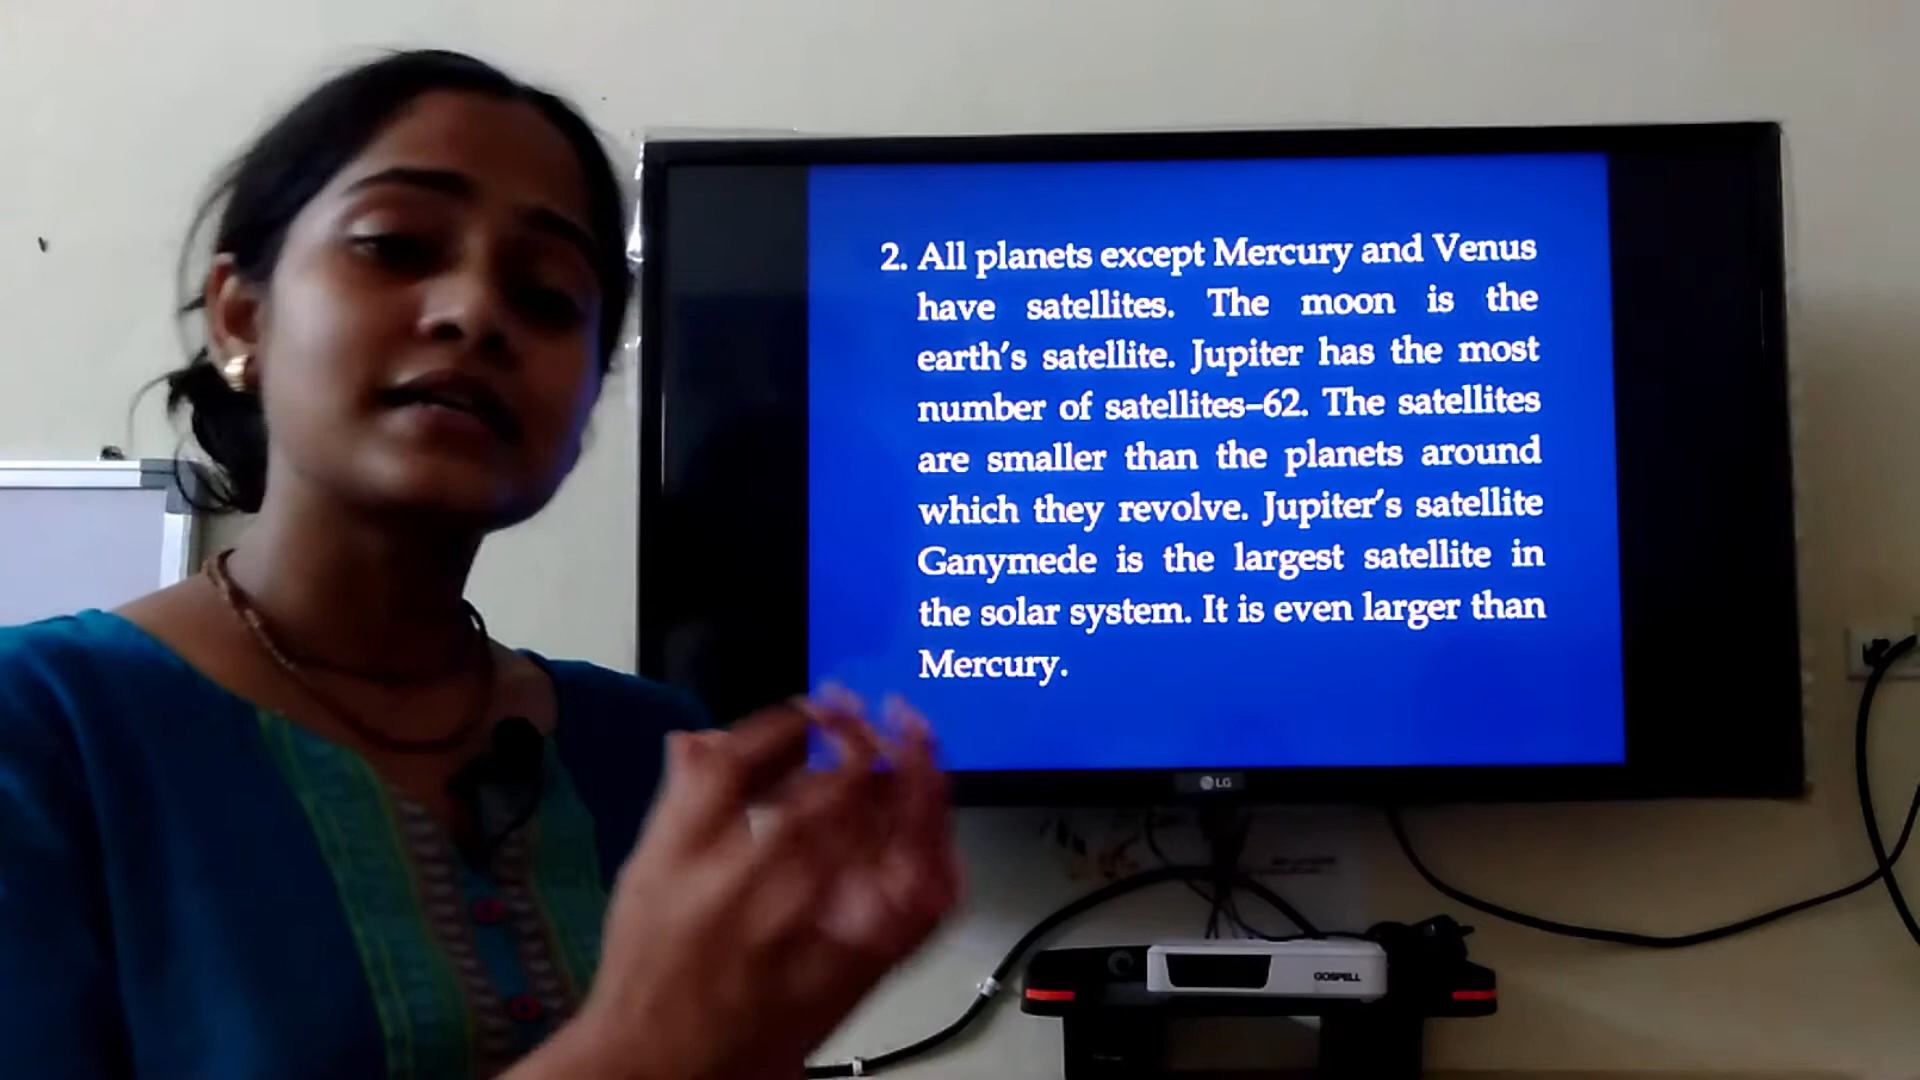 2. All planets except Mercury and Venus
have satellites. The moon is the
earth's satellite. Jupiter has the most
number of satellites–62. The satellites
are smaller than the planets around
which they revolve. Jupiter's satellite
Ganymede is the largest satellite in
the solar system. It is even larger than
Mercury.
LG
GOSPELL